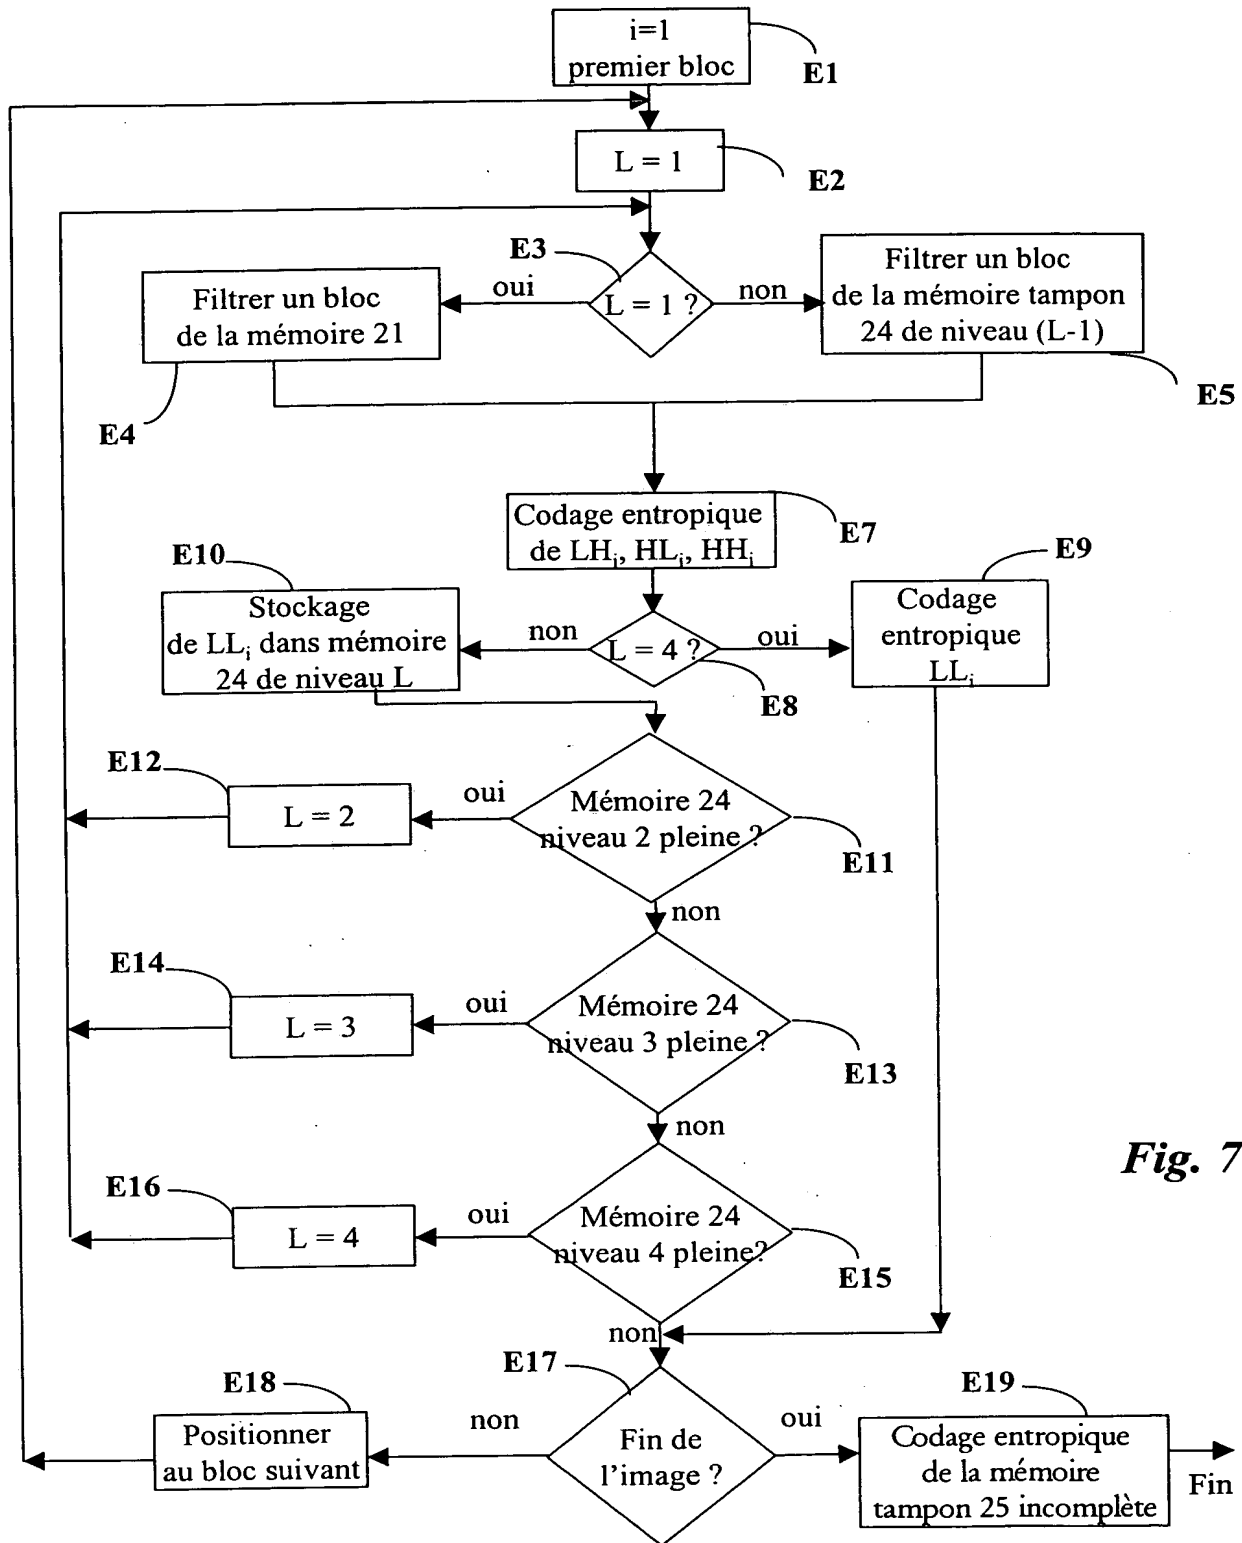 i=1
premier bloc
E1
L = 1
E2
E3
L = 1 ?
oui
non
Filtrer un bloc
de la mémoire 21
E4
Filtrer un bloc
de la mémoire tampon
24 de niveau (L-1)
E5
Codage entropique
de LHi, HLi, HHi
E7
E10
Stockage
de LLi dans mémoire
24 de niveau L
non
L = 4 ?
oui
E8
E9
Codage
entropique
LLi
E12
L = 2
oui
Mémoire 24
niveau 2 pleine ?
E11
non
E14
L = 3
oui
Mémoire 24
niveau 3 pleine ?
E13
non
E16
L = 4
oui
Mémoire 24
niveau 4 pleine?
E15
non
Fig. 7
E17
Fin de
l'image ?
non
oui
E18
Positionner
au bloc suivant
E19
Codage entropique
de la mémoire
tampon 25 incomplète
Fin